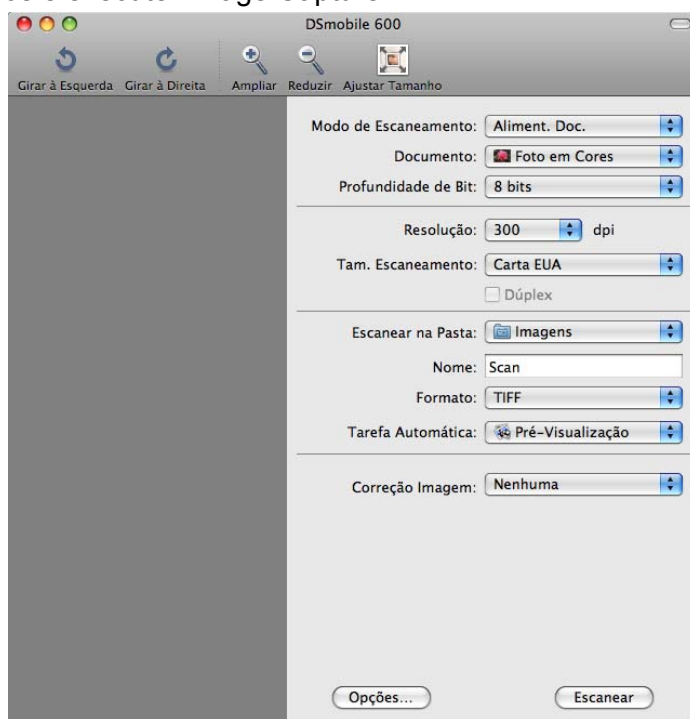 DSmobile 600
Girar à Esquerda Girar à Direita Ampliar Reduzir Ajustar Tamanho
Modo de Escaneamento: Aliment. Doc.
Documento: Foto em Cores
Profundidade de Bit: 8 bits
Resolução: 300 dpi
Tam. Escaneamento: Carta EUA
Dúplex
Escanear na Pasta: Imagens
Nome: Scan
Formato: TIFF
Tarefa Automática: Pré-Visualização
Correção Imagem: Nenhuma
Opções... Escanear